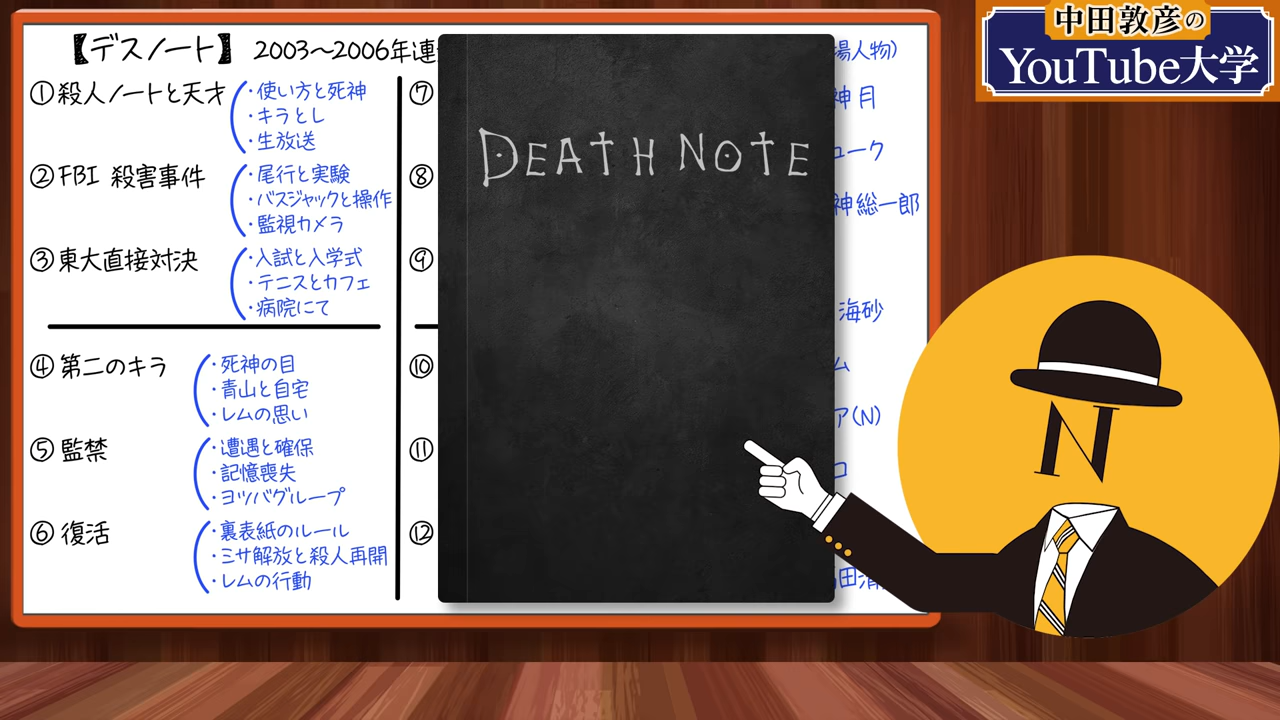 中田敦彦の
YouTube大学
【デスノート】 2003〜2006年連
①殺人ノートと天才
・使い方と死神
・キラとL
・生放送
②FBI 殺害事件
・尾行と実験
・バスジャックと操作
・監視カメラ
③東大直接対決
・入試と入学式
・テニスとカフェ
・病院にて
④第二のキラ
・死神の目
・青山と自宅
・レムの思い
⑤監禁
・遭遇と確保
・記憶喪失
・ヨツバグループ
⑥復活
・裏表紙のルール
・ミサ解放と殺人再開
・レムの行動
⑦
⑧
⑨
⑩
⑪
⑫
DEATH NOTE
場人物)
神月
ューク
神総一郎
海砂
ム
ア(N)
ロ
田清
N